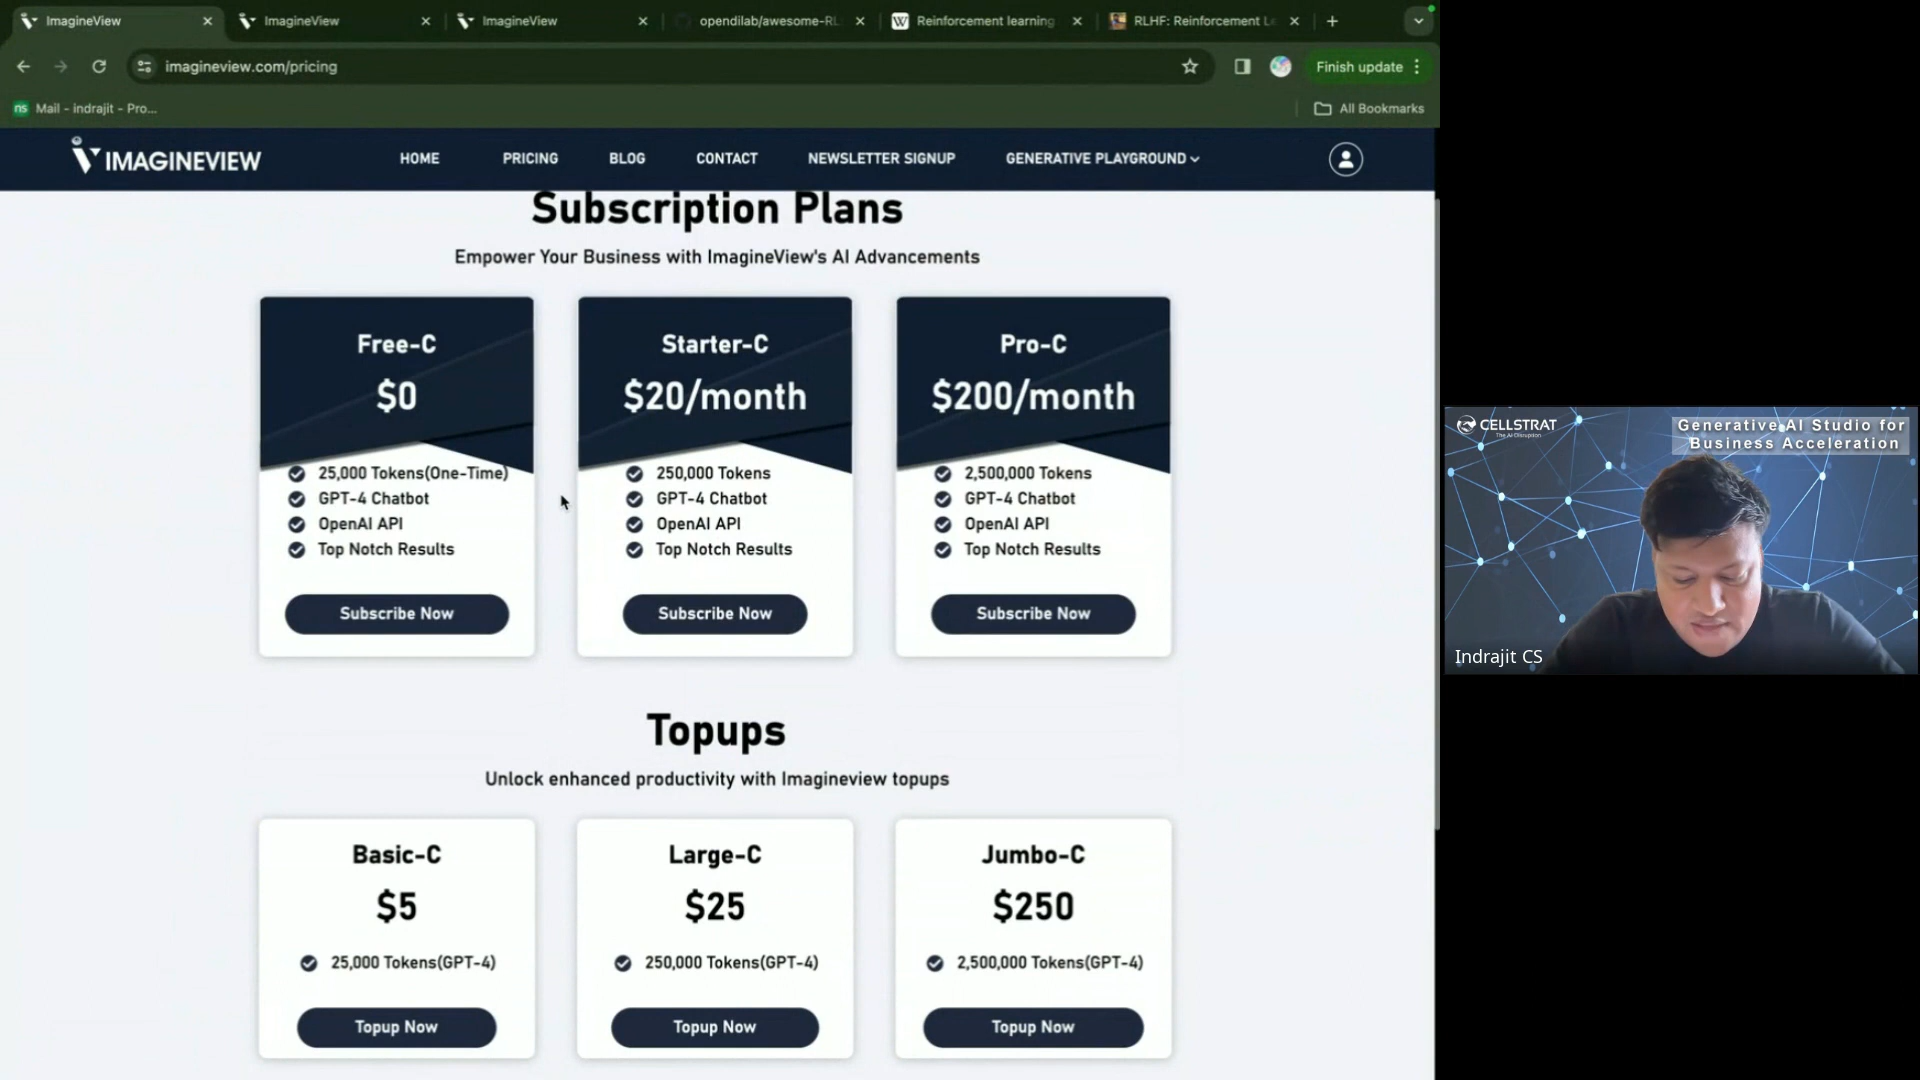 ImagineView
ImagineView
ImagineView
opendilab/awesome-RL
Reinforcement learning
RLHF: Reinforcement Le
imagineview.com/pricing
Finish update
ns Mail - indrajit - Pro...
All Bookmarks
IMAGINEVIEW
HOME
PRICING
BLOG
CONTACT
NEWSLETTER SIGNUP
GENERATIVE PLAYGROUND
Subscription Plans
Empower Your Business with ImagineView's AI Advancements
Free-C
$0
25,000 Tokens(One-Time)
GPT-4 Chatbot
OpenAI API
Top Notch Results
Subscribe Now
Starter-C
$20/month
250,000 Tokens
GPT-4 Chatbot
OpenAI API
Top Notch Results
Subscribe Now
Pro-C
$200/month
2,500,000 Tokens
GPT-4 Chatbot
OpenAI API
Top Notch Results
Subscribe Now
Topups
Unlock enhanced productivity with Imagineview topups
Basic-C
$5
25,000 Tokens(GPT-4)
Topup Now
Large-C
$25
250,000 Tokens(GPT-4)
Topup Now
Jumbo-C
$250
2,500,000 Tokens(GPT-4)
Topup Now
CELLSTRAT
The AI Disruption
Generative AI Studio for
Business Acceleration
Indrajit CS